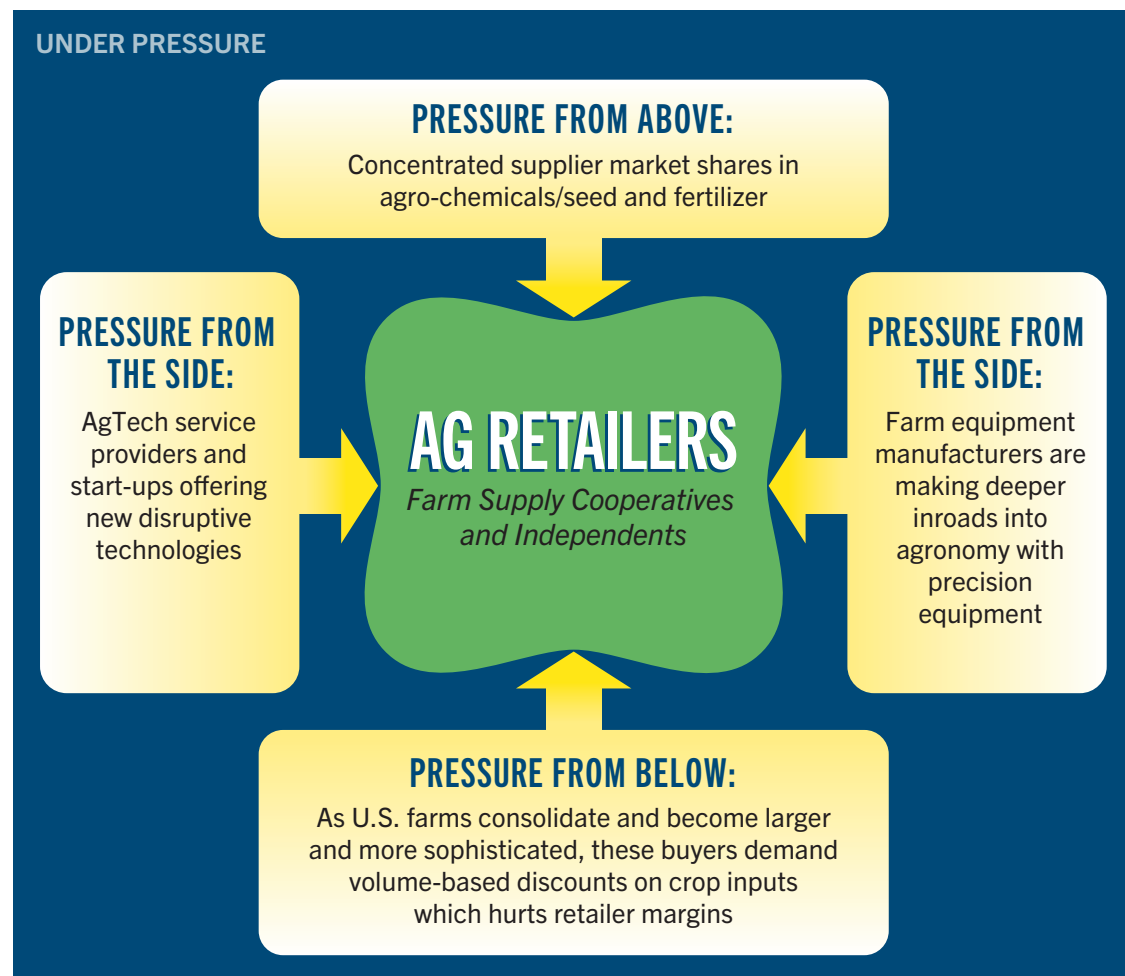 UNDER PRESSURE
PRESSURE FROM ABOVE:
Concentrated supplier market shares in
agro-chemicals/seed and fertilizer
PRESSURE FROM
THE SIDE:
AgTech service
providers and
start-ups offering
new disruptive
technologies
AG RETAILERS
Farm Supply Cooperatives
and Independents
PRESSURE FROM
THE SIDE:
Farm equipment
manufacturers are
making deeper
inroads into
agronomy with
precision
equipment
PRESSURE FROM BELOW:
As U.S. farms consolidate and become larger
and more sophisticated, these buyers demand
volume-based discounts on crop inputs
which hurts retailer margins